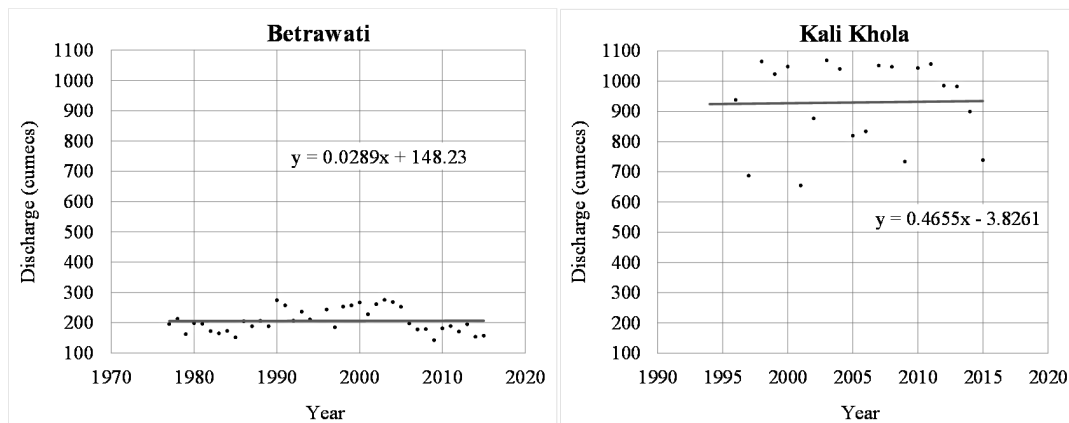 Betrawati
1100
1000
900
800
700
600
500
400
300
200
100
Discharge (cumecs)
y = 0.0289x + 148.23
1970 1980 1990 2000 2010 2020
Year
Kali Khola
1100
1000
900
800
700
600
500
400
300
200
100
Discharge (cumecs)
y = 0.4655x - 3.8261
1990 1995 2000 2005 2010 2015 2020
Year